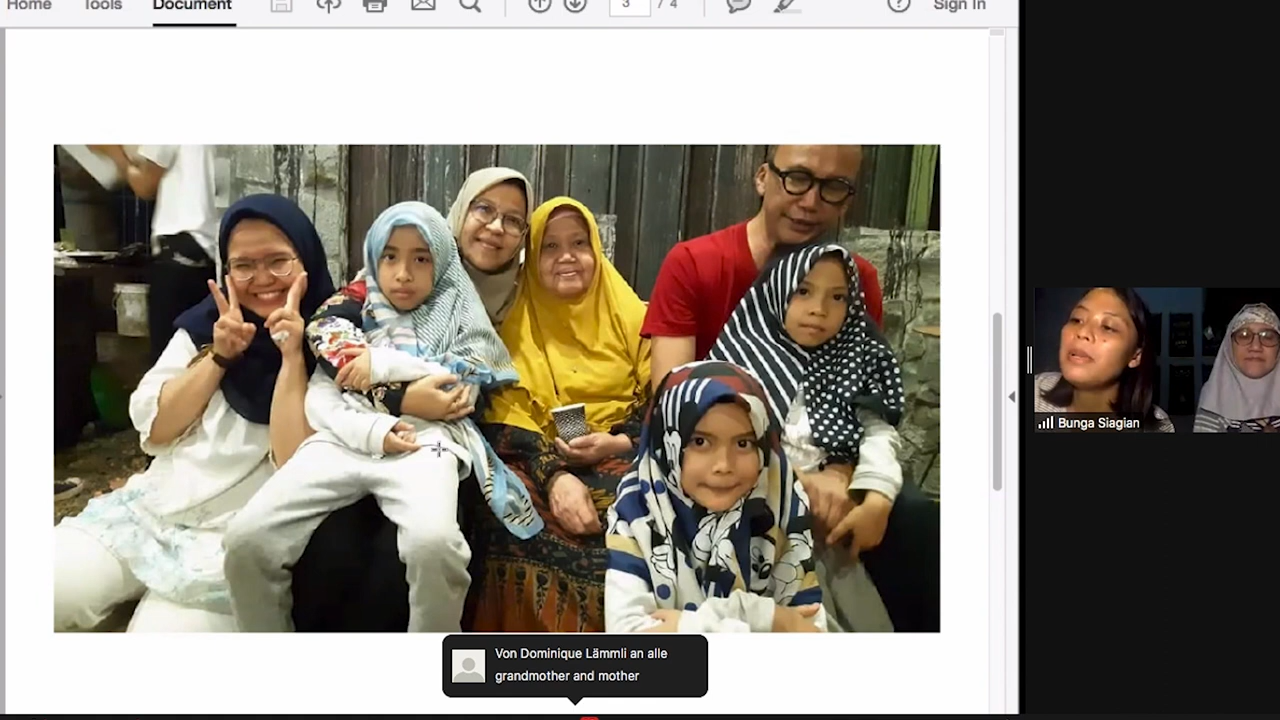 Home Tools Document 3 / 4 Sign In
Bunga Siagian
Von Dominique Lämmli an alle
grandmother and mother